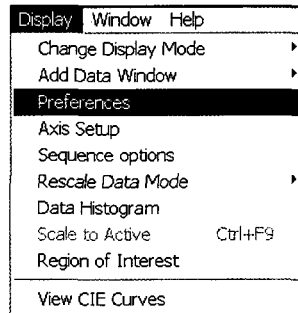 Display Window Help
Change Display Mode
Add Data Window
Preferences
Axis Setup
Sequence options
Rescale Data Mode
Data Histogram
Scale to Active Ctrl+F9
Region of Interest
View CIE Curves